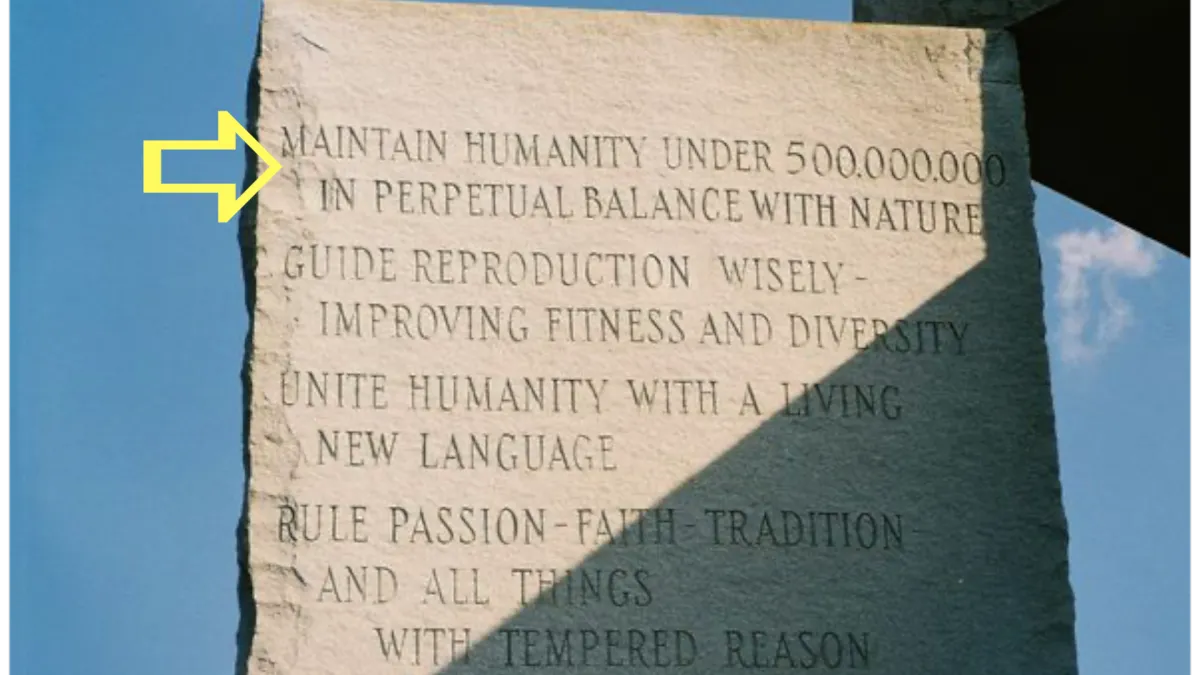 MAINTAIN HUMANITY UNDER 500.000.000
IN PERPETUAL BALANCE WITH NATURE
GUIDE REPRODUCTION WISELY -
IMPROVING FITNESS AND DIVERSITY
UNITE HUMANITY WITH A LIVING
NEW LANGUAGE
RULE PASSION - FAITH - TRADITION -
AND ALL THINGS
WITH TEMPERED REASON